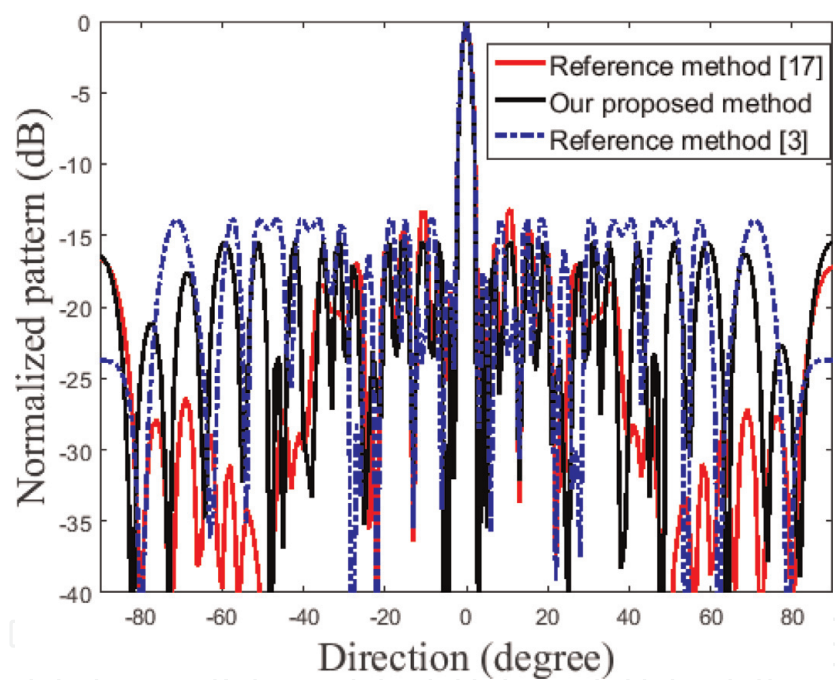 Normalized pattern (dB)
0
-5
-10
-15
-20
-25
-30
-35
-40
Reference method [17]
Our proposed method
Reference method [3]
-80 -60 -40 -20 0 20 40 60 80
Direction (degree)